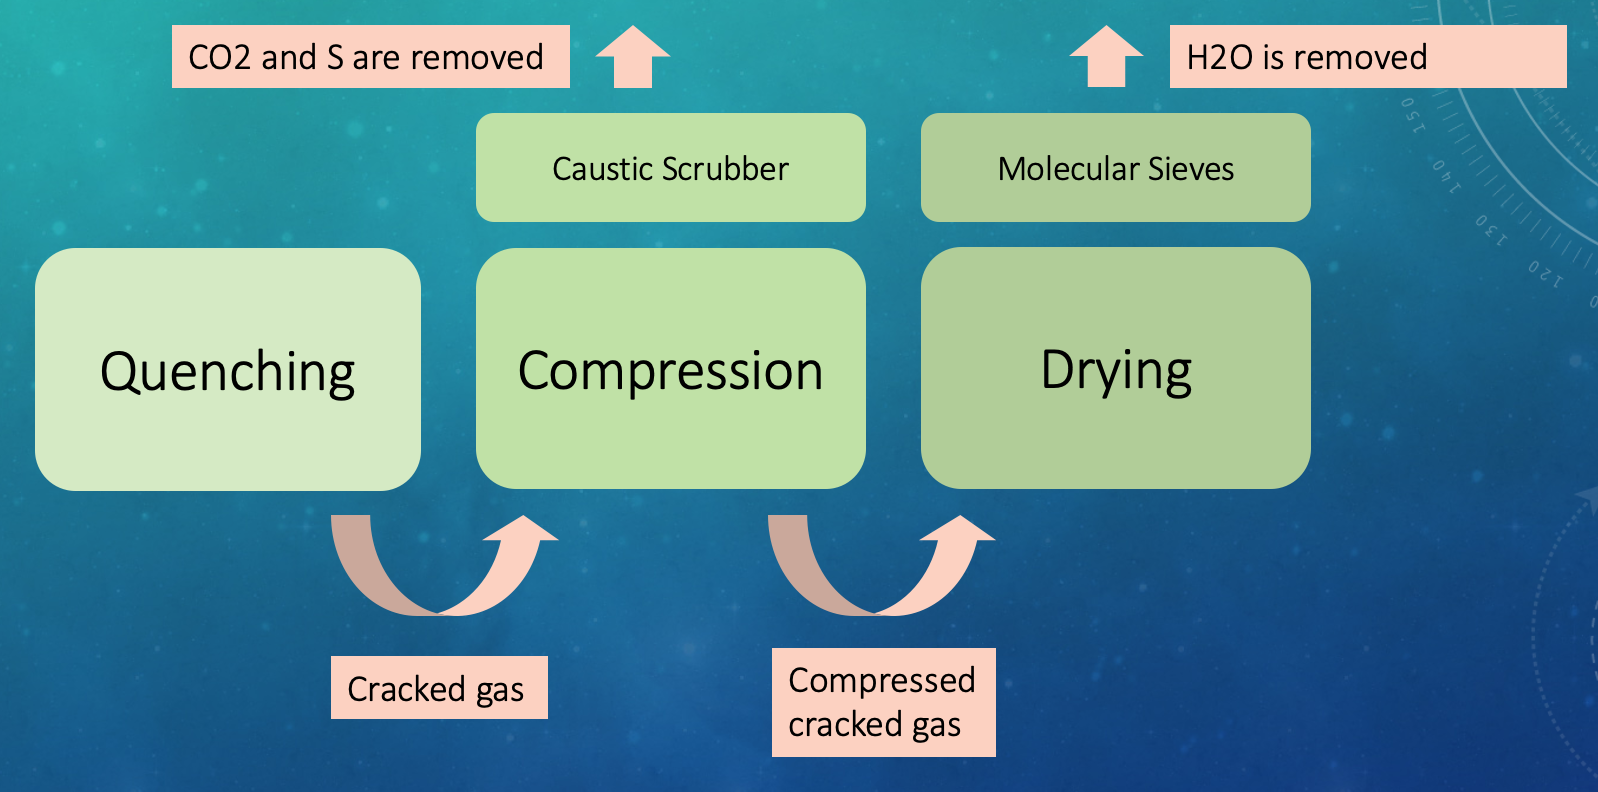 CO2 and S are removed
H2O is removed
Caustic Scrubber
Molecular Sieves
Quenching
Compression
Drying
Cracked gas
Compressed
cracked gas
150
140
130
120